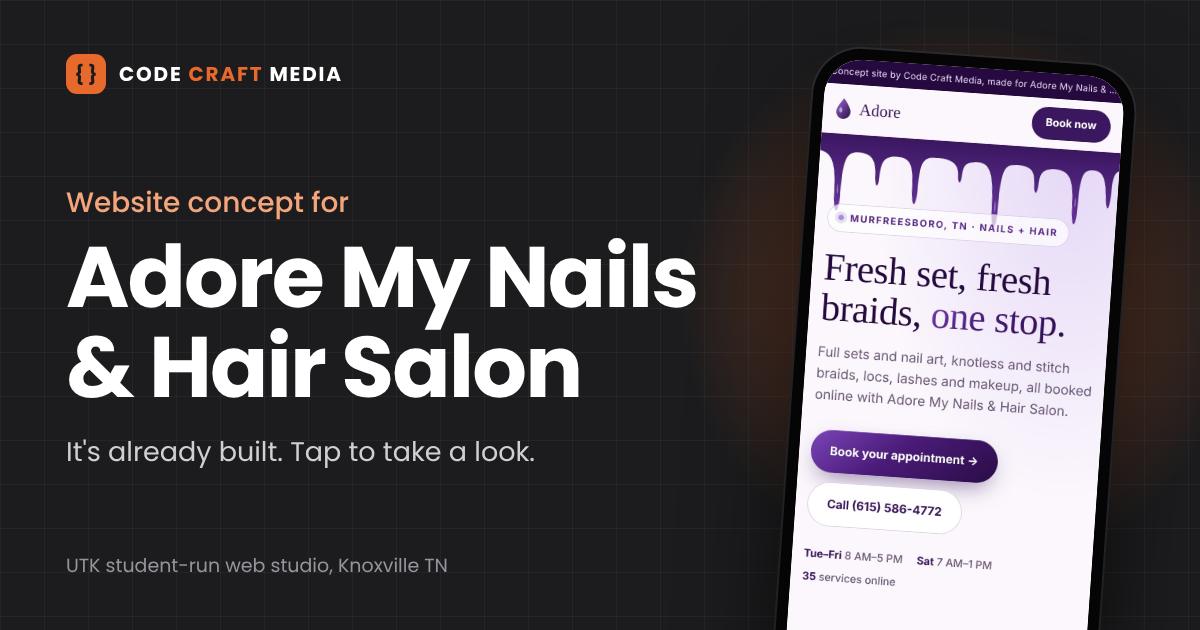 { }
CODE CRAFT MEDIA
Website concept for
Adore My Nails
& Hair Salon
It's already built. Tap to take a look.
UTK student-run web studio, Knoxville TN
Concept site by Code Craft Media, made for Adore My Nails & ...
Adore
Book now
MURFREESBORO, TN · NAILS + HAIR
Fresh set, fresh
braids, one stop.
Full sets and nail art, knotless and stitch
braids, locs, lashes and makeup, all booked
online with Adore My Nails & Hair Salon.
Book your appointment →
Call (615) 586-4772
Tue–Fri 8 AM–5 PM Sat 7 AM–1 PM
35 services online